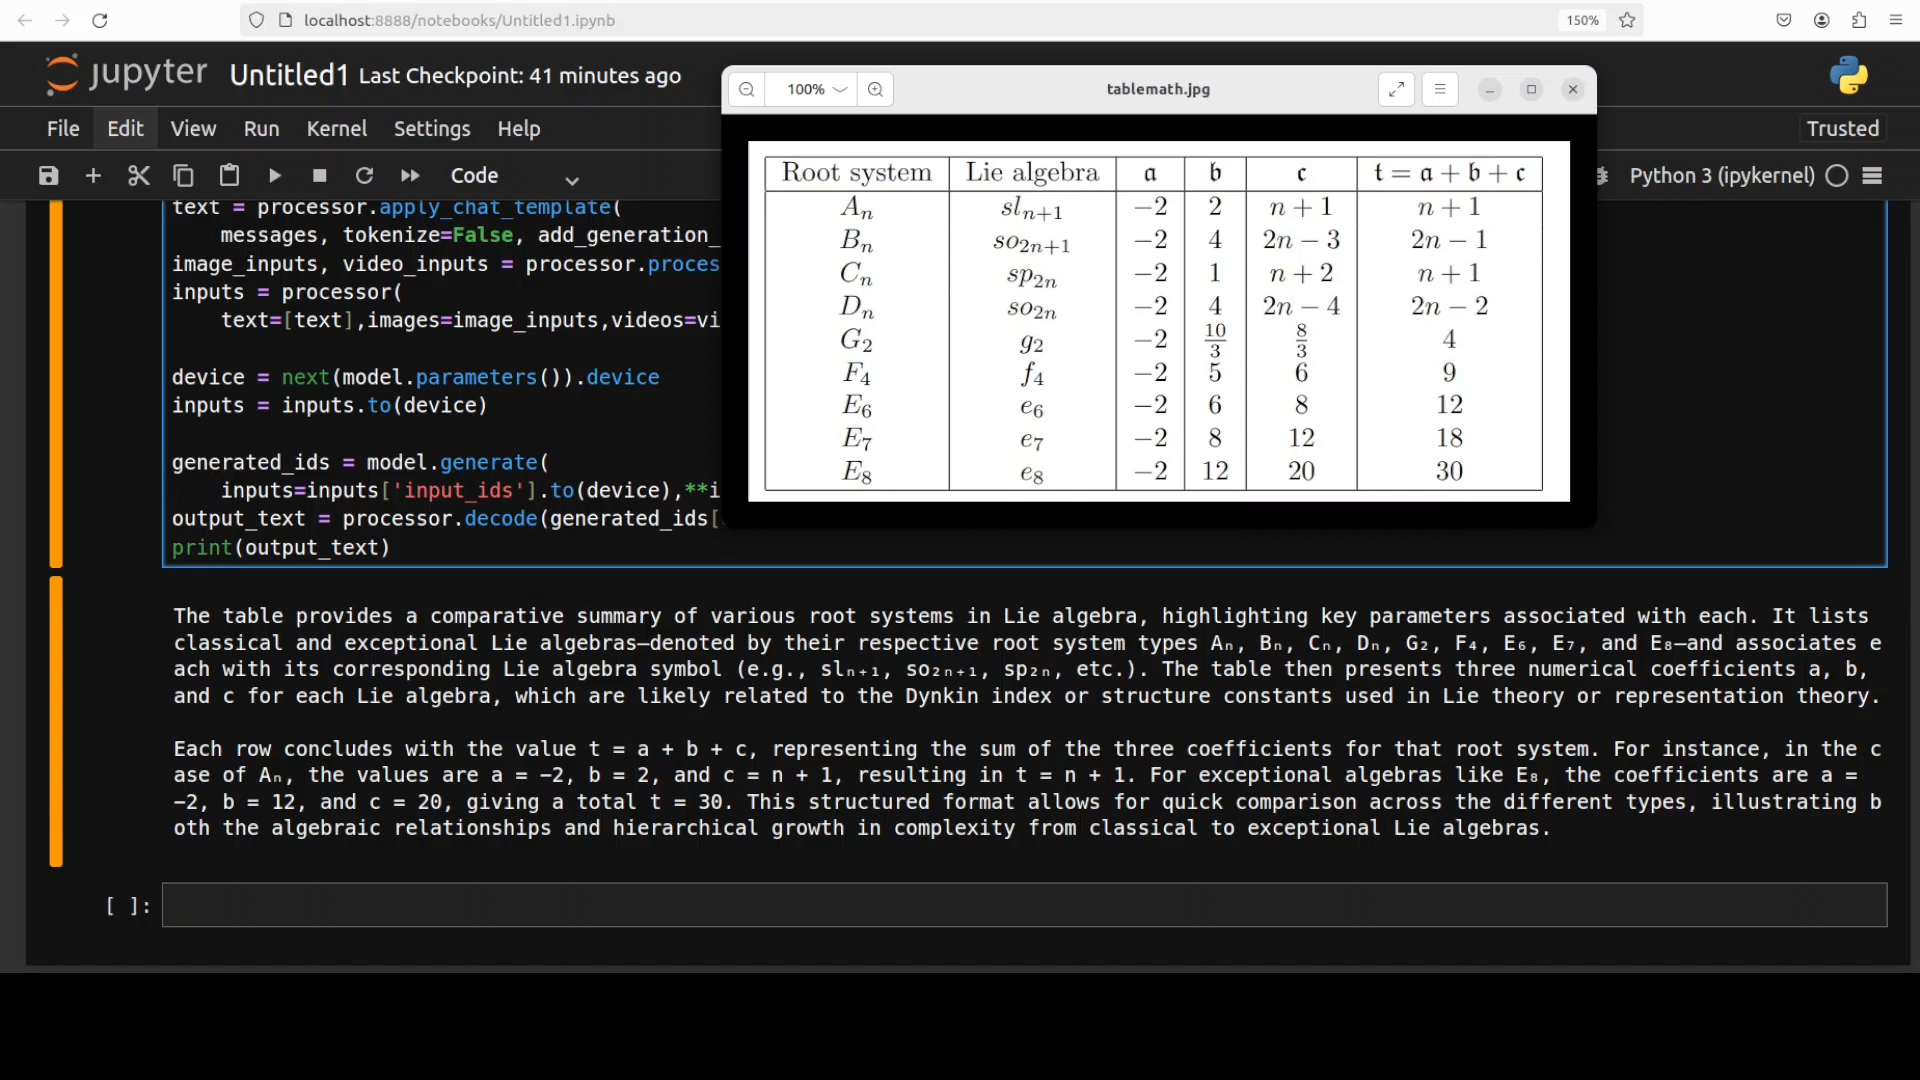 localhost:8888/notebooks/Untitled1.ipynb
150%
jupyter Untitled1 Last Checkpoint: 41 minutes ago
File Edit View Run Kernel Settings Help
Trusted
Code
Python 3 (ipykernel)
100%
tablemath.jpg
Root system Lie algebra 𝔞 𝔟 𝔠 𝔱 = 𝔞 + 𝔟 + 𝔠
Aₙ slₙ₊₁ −2 2 n + 1 n + 1
Bₙ so₂ₙ₊₁ −2 4 2n − 3 2n − 1
Cₙ sp₂ₙ −2 1 n + 2 n + 1
Dₙ so₂ₙ −2 4 2n − 4 2n − 2
G₂ g₂ −2 10/3 8/3 4
F₄ f₄ −2 5 6 9
E₆ e₆ −2 6 8 12
E₇ e₇ −2 8 12 18
E₈ e₈ −2 12 20 30
text = processor.apply_chat_template(
messages, tokenize=False, add_generation_
image_inputs, video_inputs = processor.proces
inputs = processor(
text=[text],images=image_inputs,videos=vi
device = next(model.parameters()).device
inputs = inputs.to(device)
generated_ids = model.generate(
inputs=inputs['input_ids'].to(device),**i
output_text = processor.decode(generated_ids[
print(output_text)
The table provides a comparative summary of various root systems in Lie algebra, highlighting key parameters associated with each. It lists
classical and exceptional Lie algebras—denoted by their respective root system types Aₙ, Bₙ, Cₙ, Dₙ, G₂, F₄, E₆, E₇, and E₈—and associates e
ach with its corresponding Lie algebra symbol (e.g., slₙ₊₁, so₂ₙ₊₁, sp₂ₙ, etc.). The table then presents three numerical coefficients a, b,
and c for each Lie algebra, which are likely related to the Dynkin index or structure constants used in Lie theory or representation theory.
Each row concludes with the value t = a + b + c, representing the sum of the three coefficients for that root system. For instance, in the c
ase of Aₙ, the values are a = −2, b = 2, and c = n + 1, resulting in t = n + 1. For exceptional algebras like E₈, the coefficients are a =
−2, b = 12, and c = 20, giving a total t = 30. This structured format allows for quick comparison across the different types, illustrating b
oth the algebraic relationships and hierarchical growth in complexity from classical to exceptional Lie algebras.
[ ]: